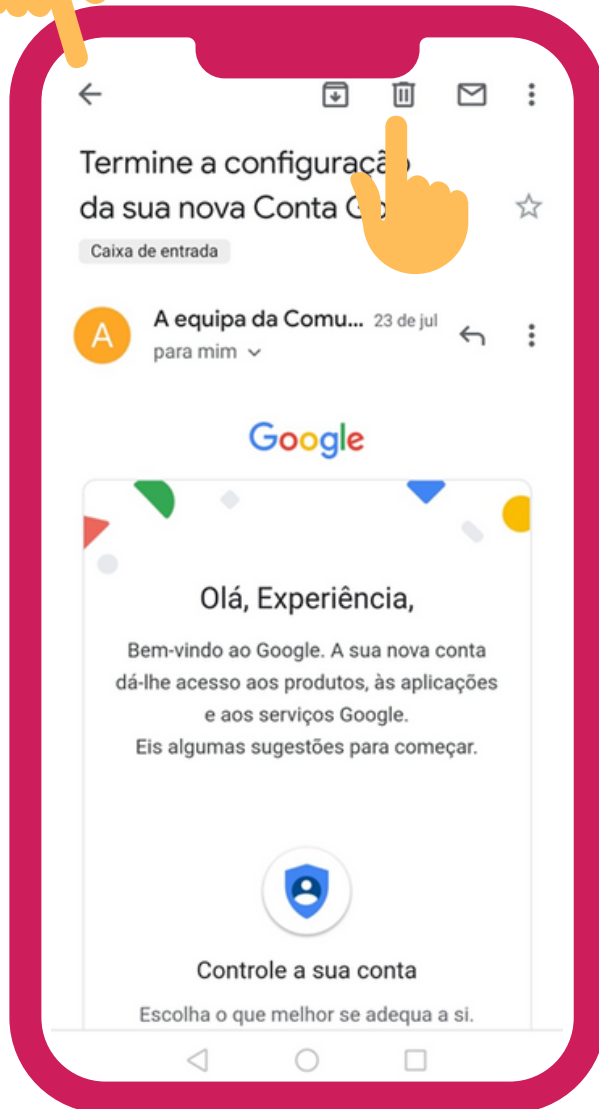 Termine a configuração
da sua nova Conta
Caixa de entrada
A
A equipa da Comu... 23 de jul
para mim
Google
Olá, Experiência,
Bem-vindo ao Google. A sua nova conta
dá-lhe acesso aos produtos, às aplicações
e aos serviços Google.
Eis algumas sugestões para começar.
Controle a sua conta
Escolha o que melhor se adequa a si.